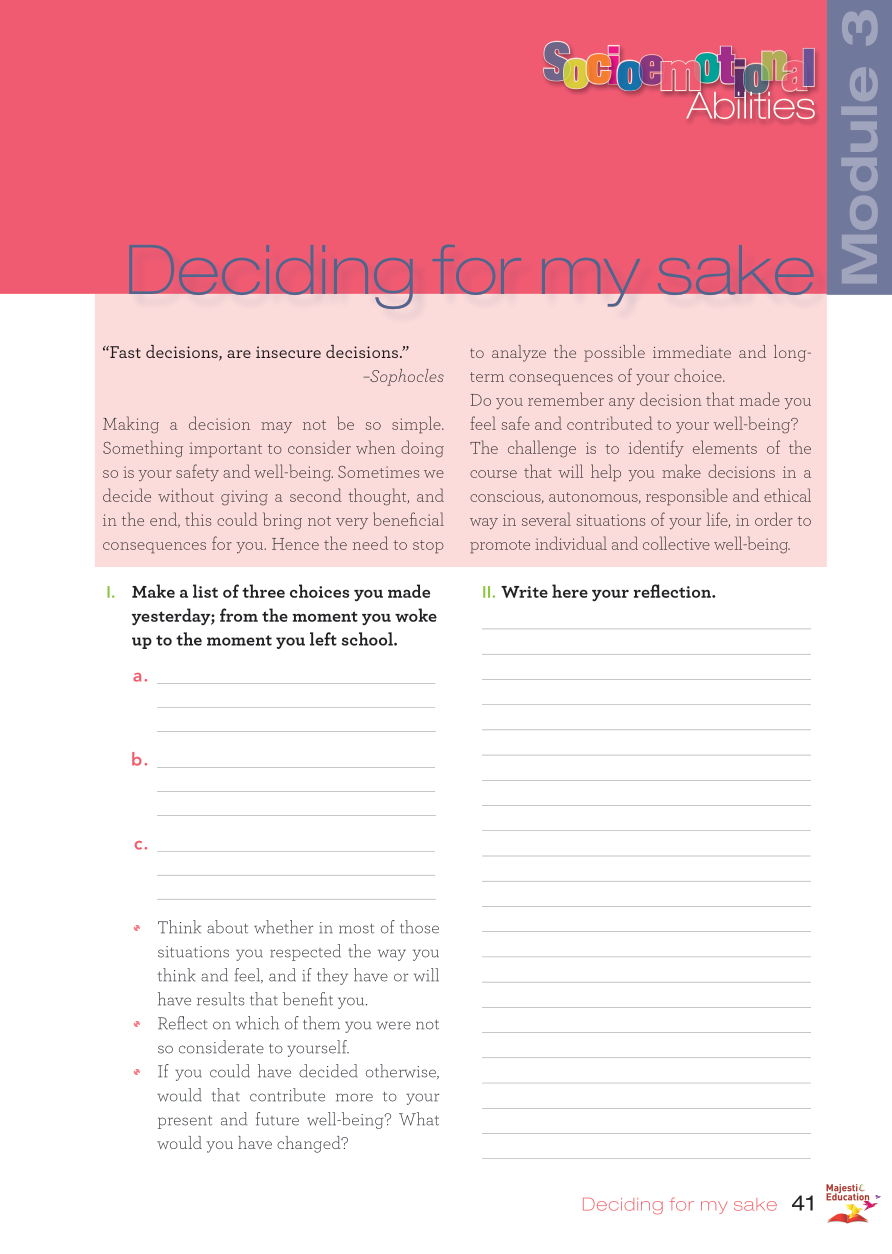 Module 3
Socioemotional
Abilities
Deciding for my sake
“Fast decisions, are insecure decisions.”
–Sophocles
Making a decision may not be so simple.
Something important to consider when doing
so is your safety and well-being. Sometimes we
decide without giving a second thought, and
in the end, this could bring not very beneficial
consequences for you. Hence the need to stop
to analyze the possible immediate and long-
term consequences of your choice.
Do you remember any decision that made you
feel safe and contributed to your well-being?
The challenge is to identify elements of the
course that will help you make decisions in a
conscious, autonomous, responsible and ethical
way in several situations of your life, in order to
promote individual and collective well-being.
I. Make a list of three choices you made
yesterday; from the moment you woke
up to the moment you left school.
a.
b.
c.
Think about whether in most of those
situations you respected the way you
think and feel, and if they have or will
have results that benefit you.
Reflect on which of them you were not
so considerate to yourself.
If you could have decided otherwise,
would that contribute more to your
present and future well-being? What
would you have changed?
II. Write here your reflection.
Deciding for my sake 41
Majestic
Education